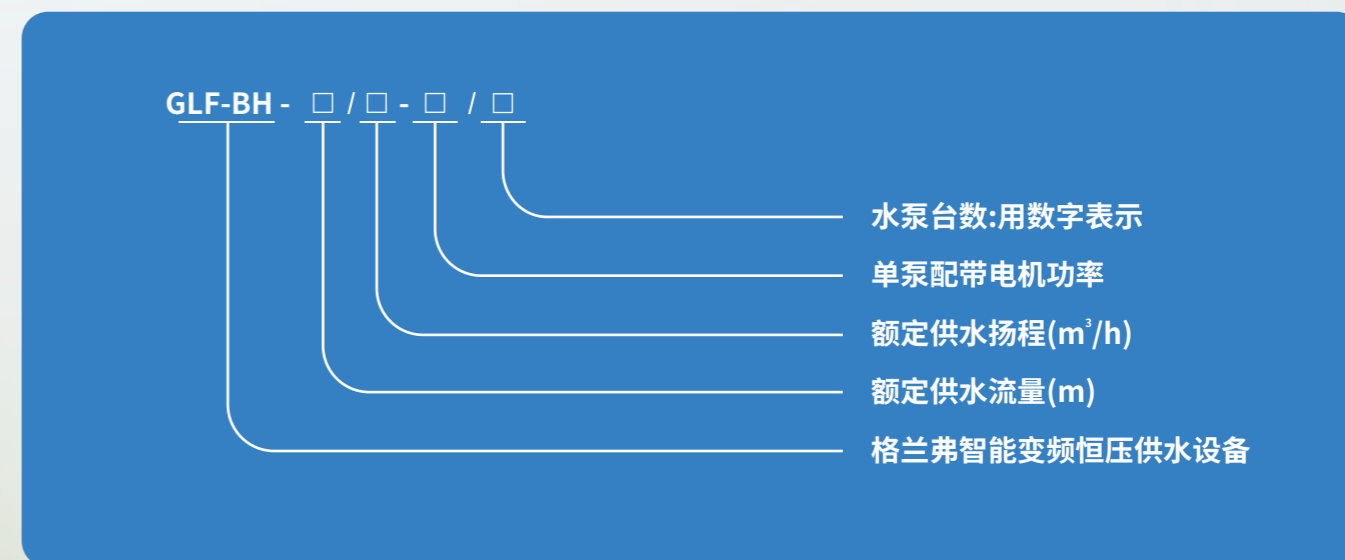 GLF-BH - □ / □ - □ / □
水泵台数:用数字表示
单泵配带电机功率
额定供水扬程(m³/h)
额定供水流量(m)
格兰弗智能变频恒压供水设备